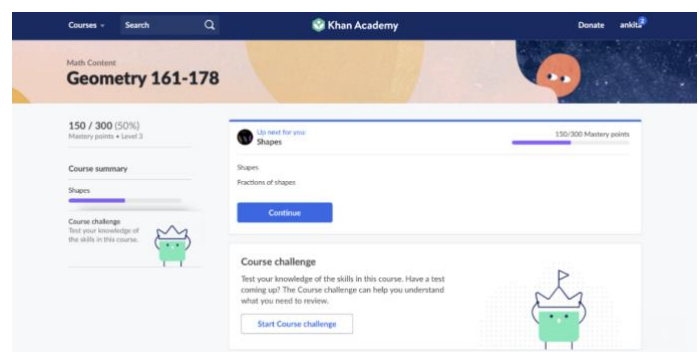 Courses
Search
Khan Academy
Donate
ankita
2
Math Content
Geometry 161-178
150 / 300 (50%)
Mastery points • Level 3
Course summary
Shapes
Course challenge
Test your knowledge of
the skills in this course.
Up next for you:
Shapes
150/300 Mastery points
Shapes
Fractions of shapes
Continue
Course challenge
Test your knowledge of the skills in this course. Have a test
coming up? The Course challenge can help you understand
what you need to review.
Start Course challenge